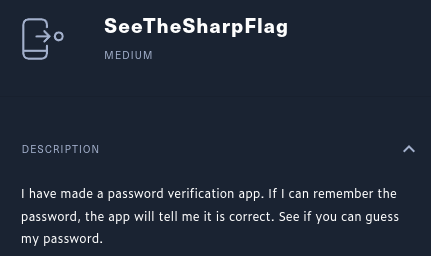 SeeTheSharpFlag
MEDIUM
DESCRIPTION
I have made a password verification app. If I can remember the
password, the app will tell me it is correct. See if you can guess
my password.